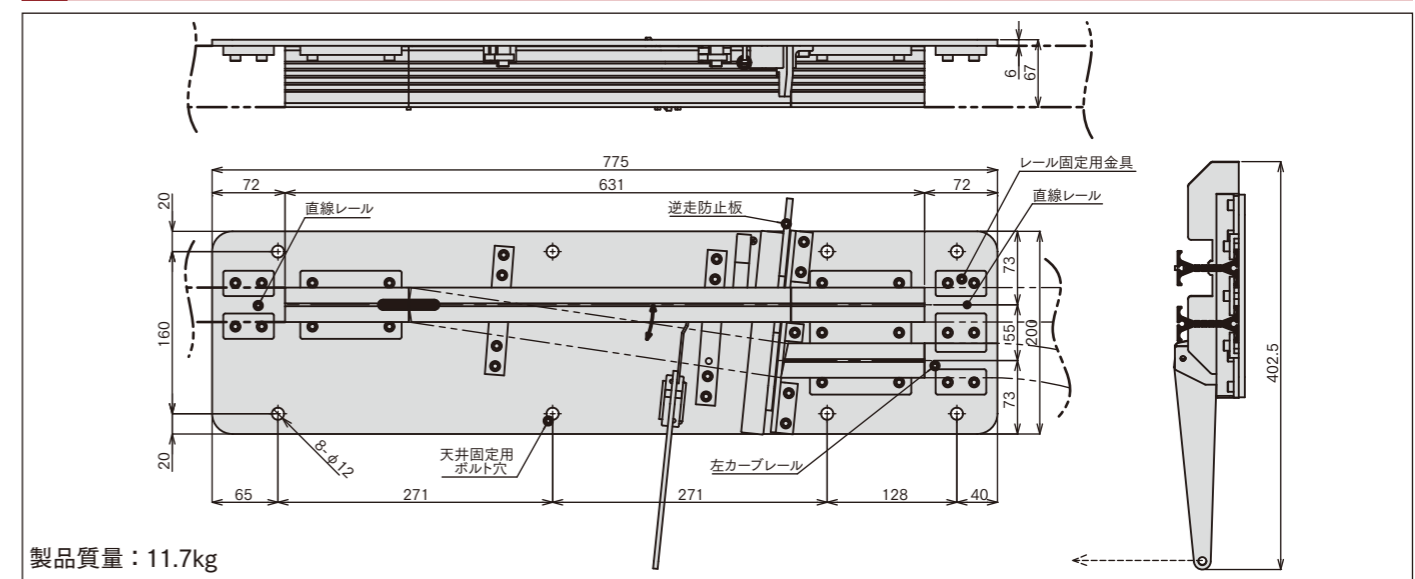 6
67
775
レール固定用金具
72
631
72
直線レール
20
直線レール
逆走防止板
160
73
55
200
73
402.5
20
8-φ12
天井固定用
ボルト穴
左カーブレール
65
271
271
128
40
製品質量：11.7kg